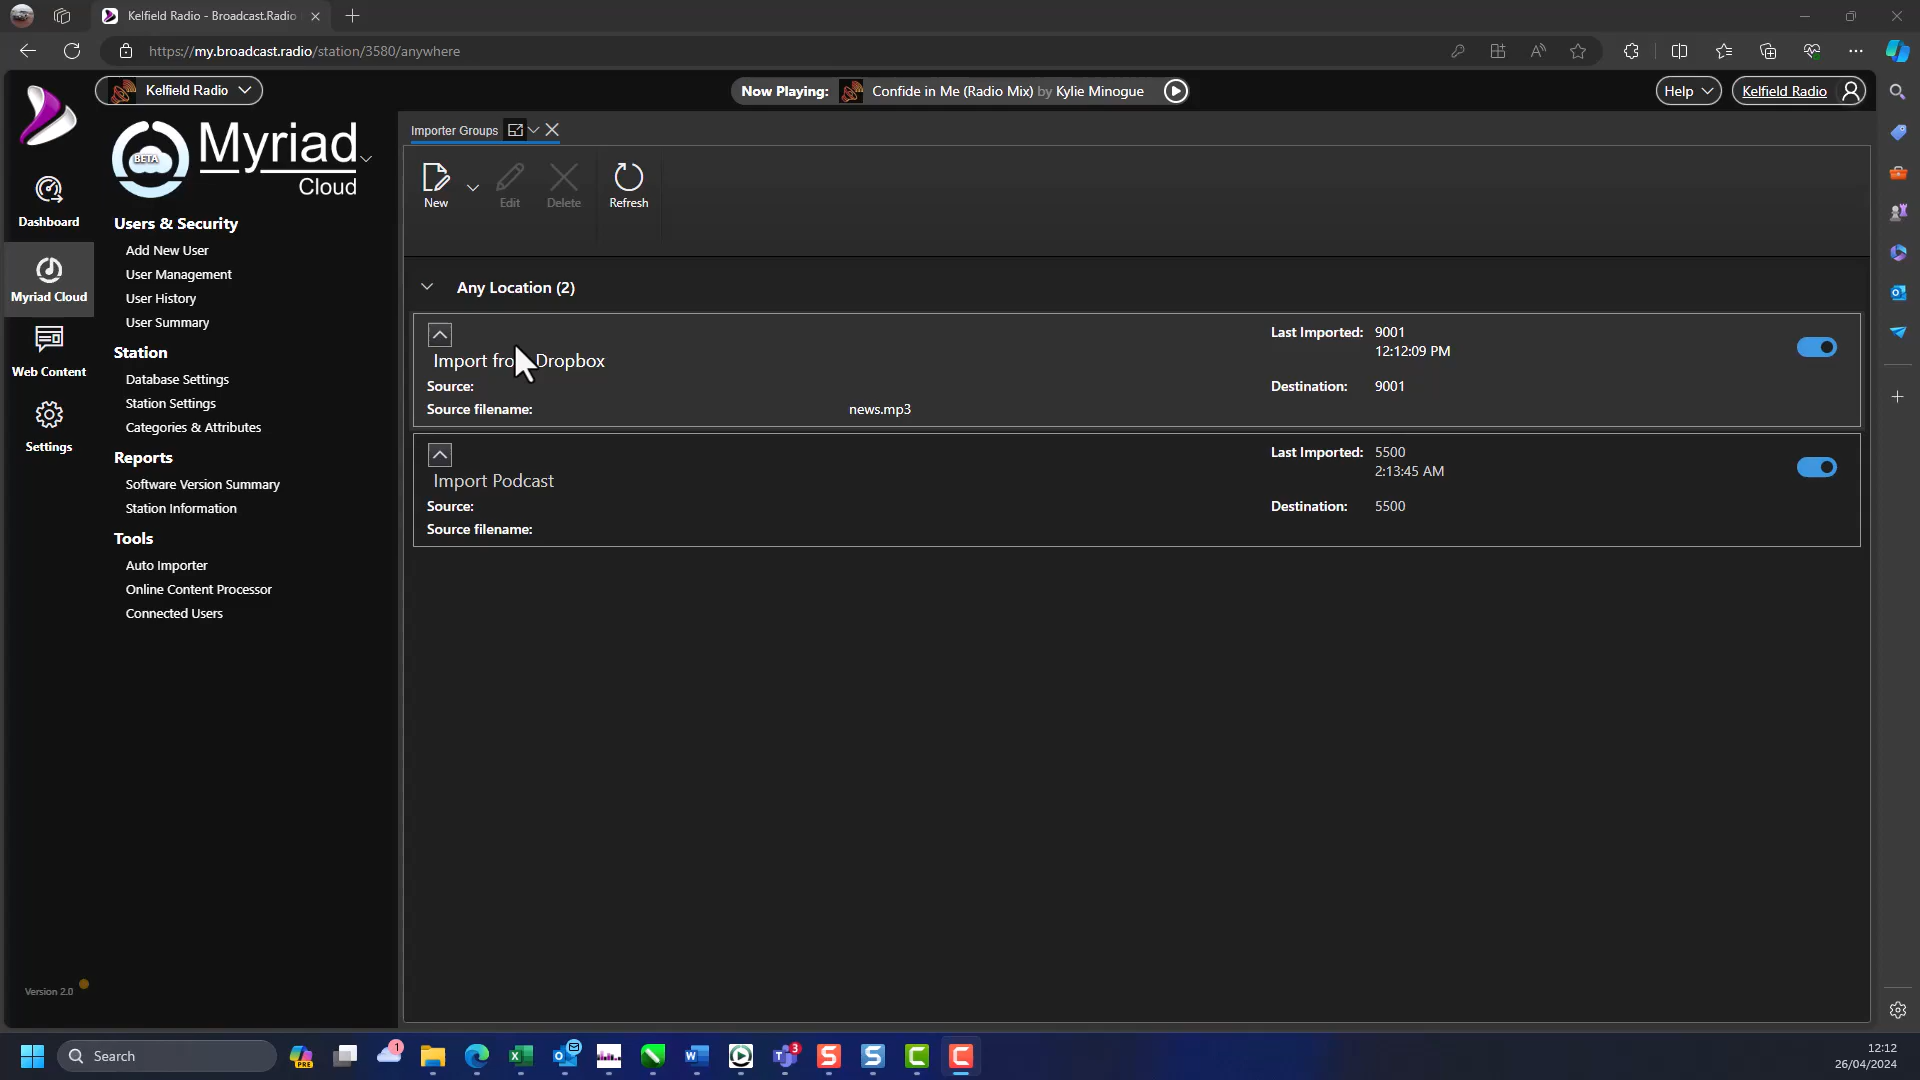 Kelfield Radio - Broadcast.Radio
https://my.broadcast.radio/station/3580/anywhere
Kelfield Radio
Now Playing: Confide in Me (Radio Mix) by Kylie Minogue
Help
Kelfield Radio
BETA
Myriad
Cloud
Dashboard
Myriad Cloud
Web Content
Settings
Users & Security
Add New User
User Management
User History
User Summary
Station
Database Settings
Station Settings
Categories & Attributes
Reports
Software Version Summary
Station Information
Tools
Auto Importer
Online Content Processor
Connected Users
Version 2.0
Importer Groups
New
Edit
Delete
Refresh
Any Location (2)
Import from Dropbox
Source:
Source filename: news.mp3
Last Imported: 9001
12:12:09 PM
Destination: 9001
Import Podcast
Source:
Source filename:
Last Imported: 5500
2:13:45 AM
Destination: 5500
Search
PRE
1
3
12:12
26/04/2024